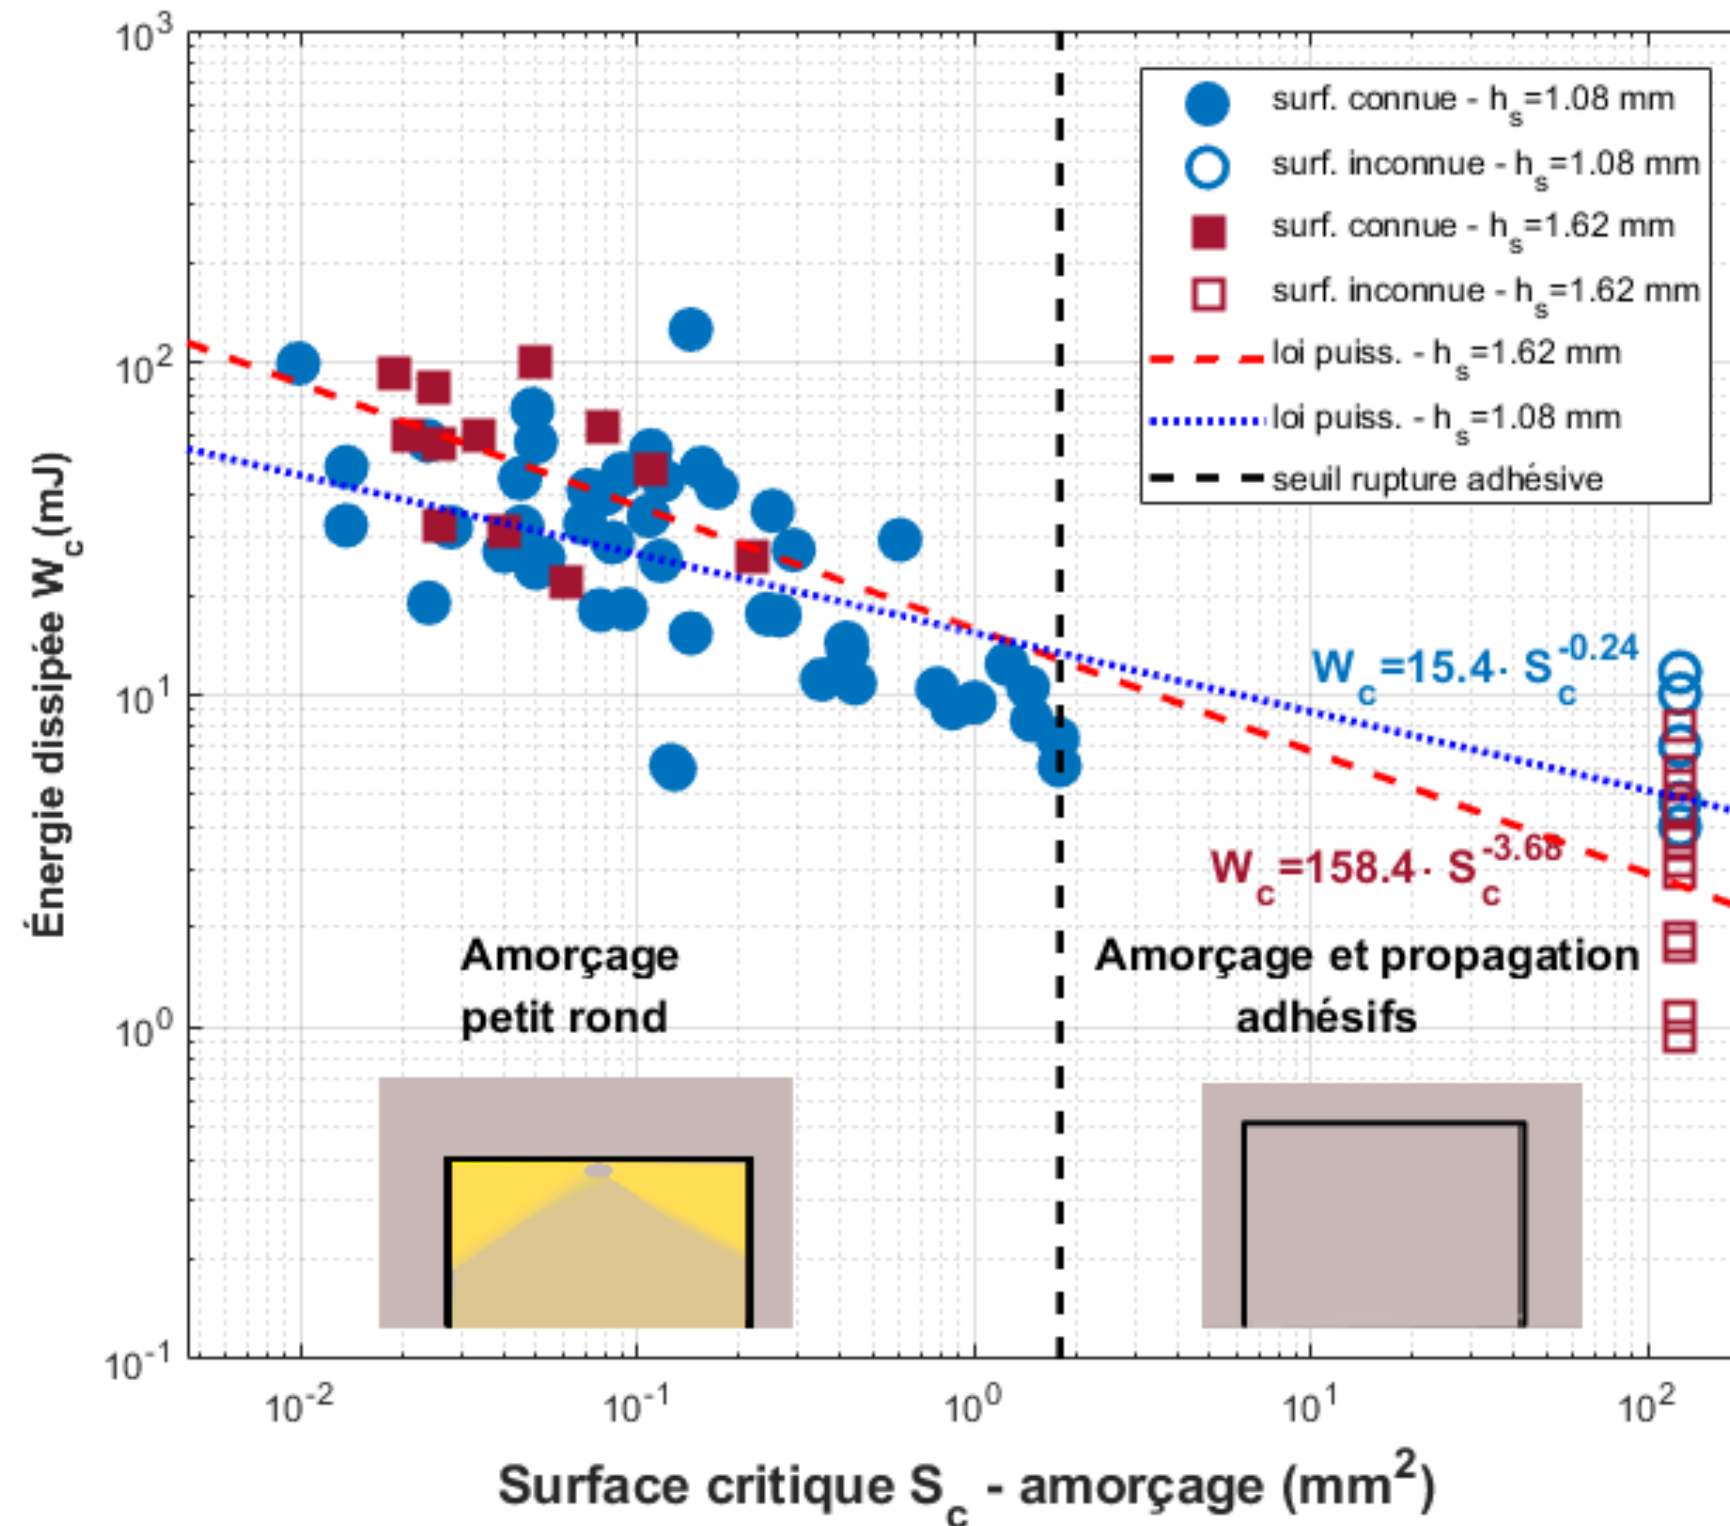 10^3
10^2
10^1
10^0
10^-1
Énergie dissipée W_c(mJ)
surf. connue - h_s=1.08 mm
surf. inconnue - h_s=1.08 mm
surf. connue - h_s=1.62 mm
surf. inconnue - h_s=1.62 mm
loi puiss. - h_s=1.62 mm
loi puiss. - h_s=1.08 mm
seuil rupture adhésive
W_c=15.4· S_c^-0.24
W_c=158.4· S_c^-3.68
Amorçage
petit rond
Amorçage et propagation
adhésifs
10^-2 10^-1 10^0 10^1 10^2
Surface critique S_c - amorçage (mm^2)